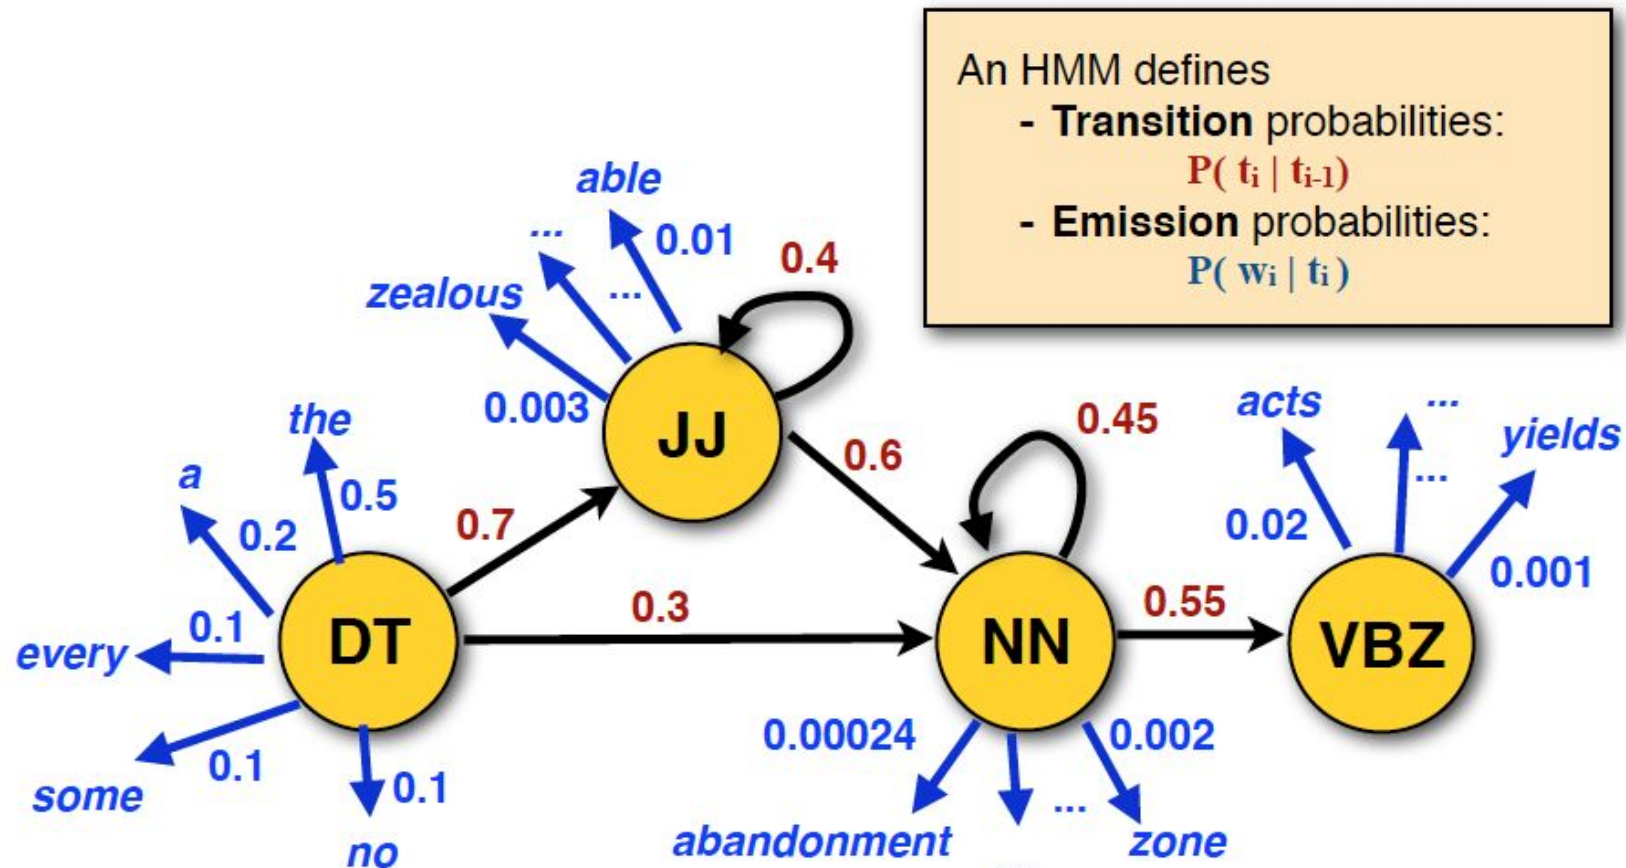 An HMM defines
- Transition probabilities:
P( ti | ti-1)
- Emission probabilities:
P( wi | ti )
able
...
0.01
0.4
zealous
...
0.003
JJ
the
a
0.5
0.2
0.7
0.6
0.45
acts
...
yields
...
0.02
0.001
every
0.1
DT
0.3
NN
0.55
VBZ
some
0.1
0.1
no
0.00024
0.002
abandonment
...
zone